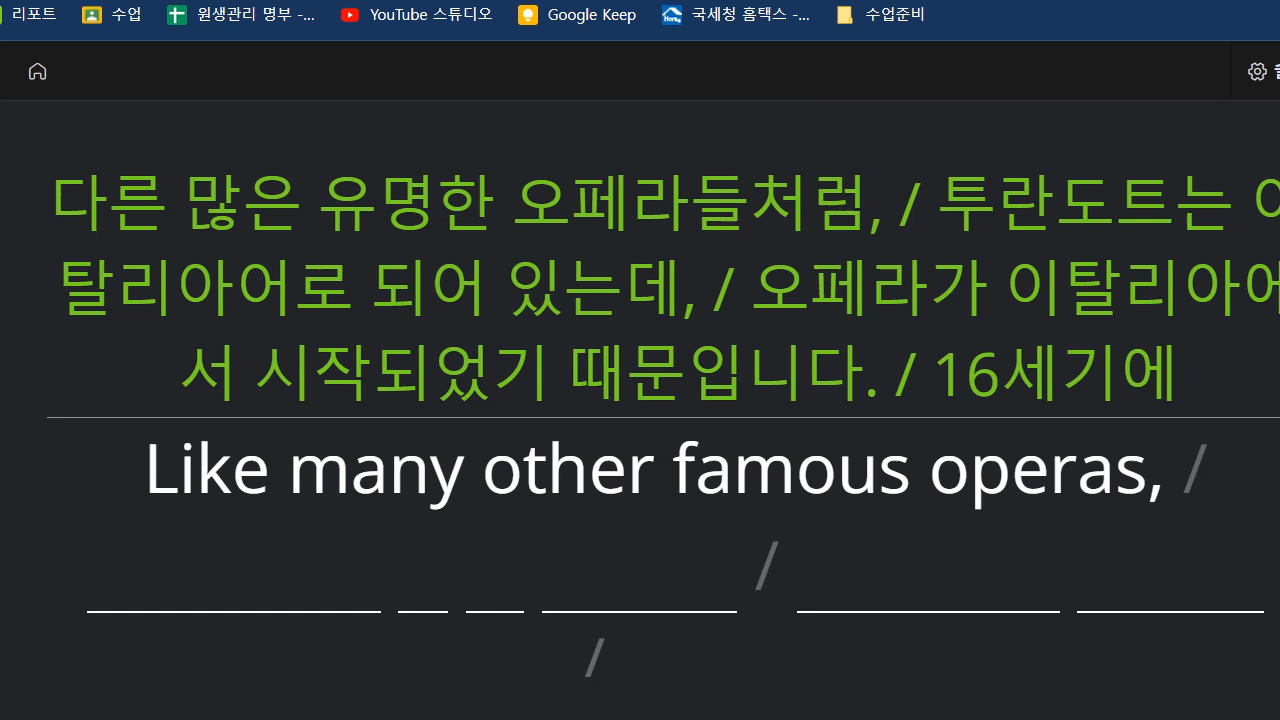 리포트 수업 원생관리 명부 -... YouTube 스튜디오 Google Keep 국세청 홈택스 -... 수업준비
다른 많은 유명한 오페라들처럼, / 투란도트는 이
탈리아어로 되어 있는데, / 오페라가 이탈리아에
서 시작되었기 때문입니다. / 16세기에
Like many other famous operas, /
/
/